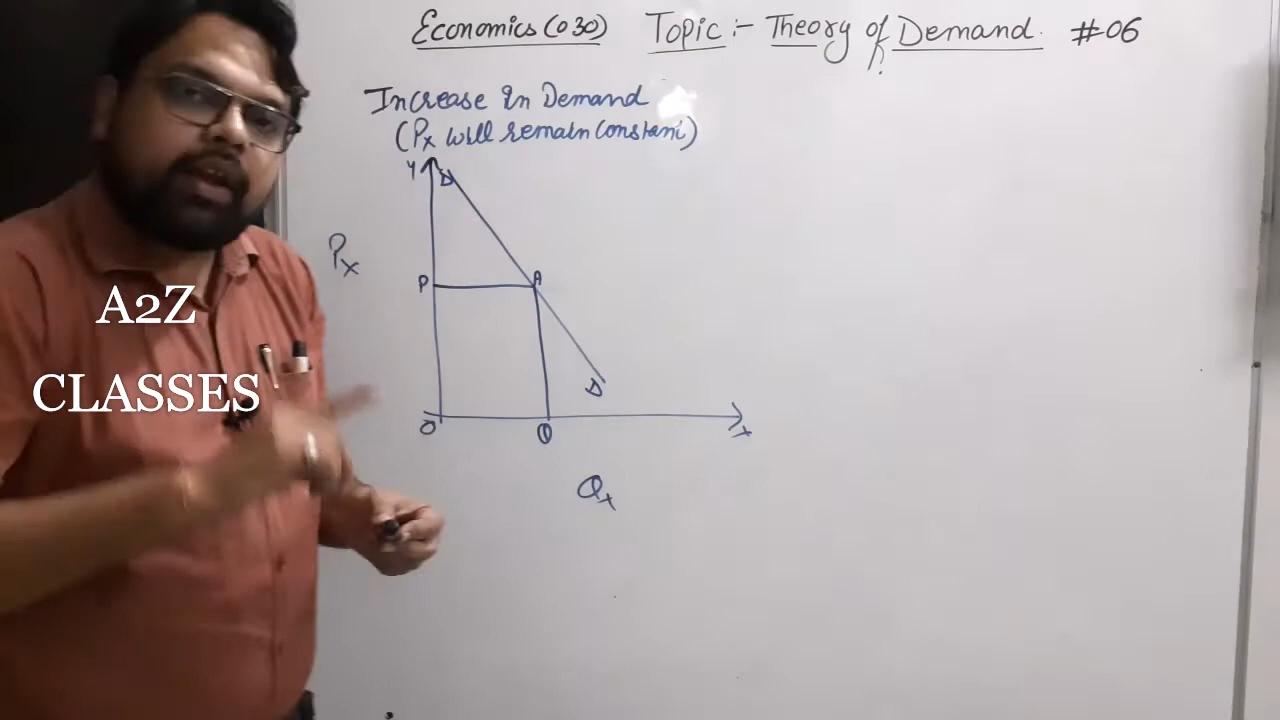 Economics (030) Topic :- Theory of Demand. #06
Increase In Demand
(Px will remain Constant)
Y
D
Px
P
A
A2Z
CLASSES
D
O
Q
X
Qx